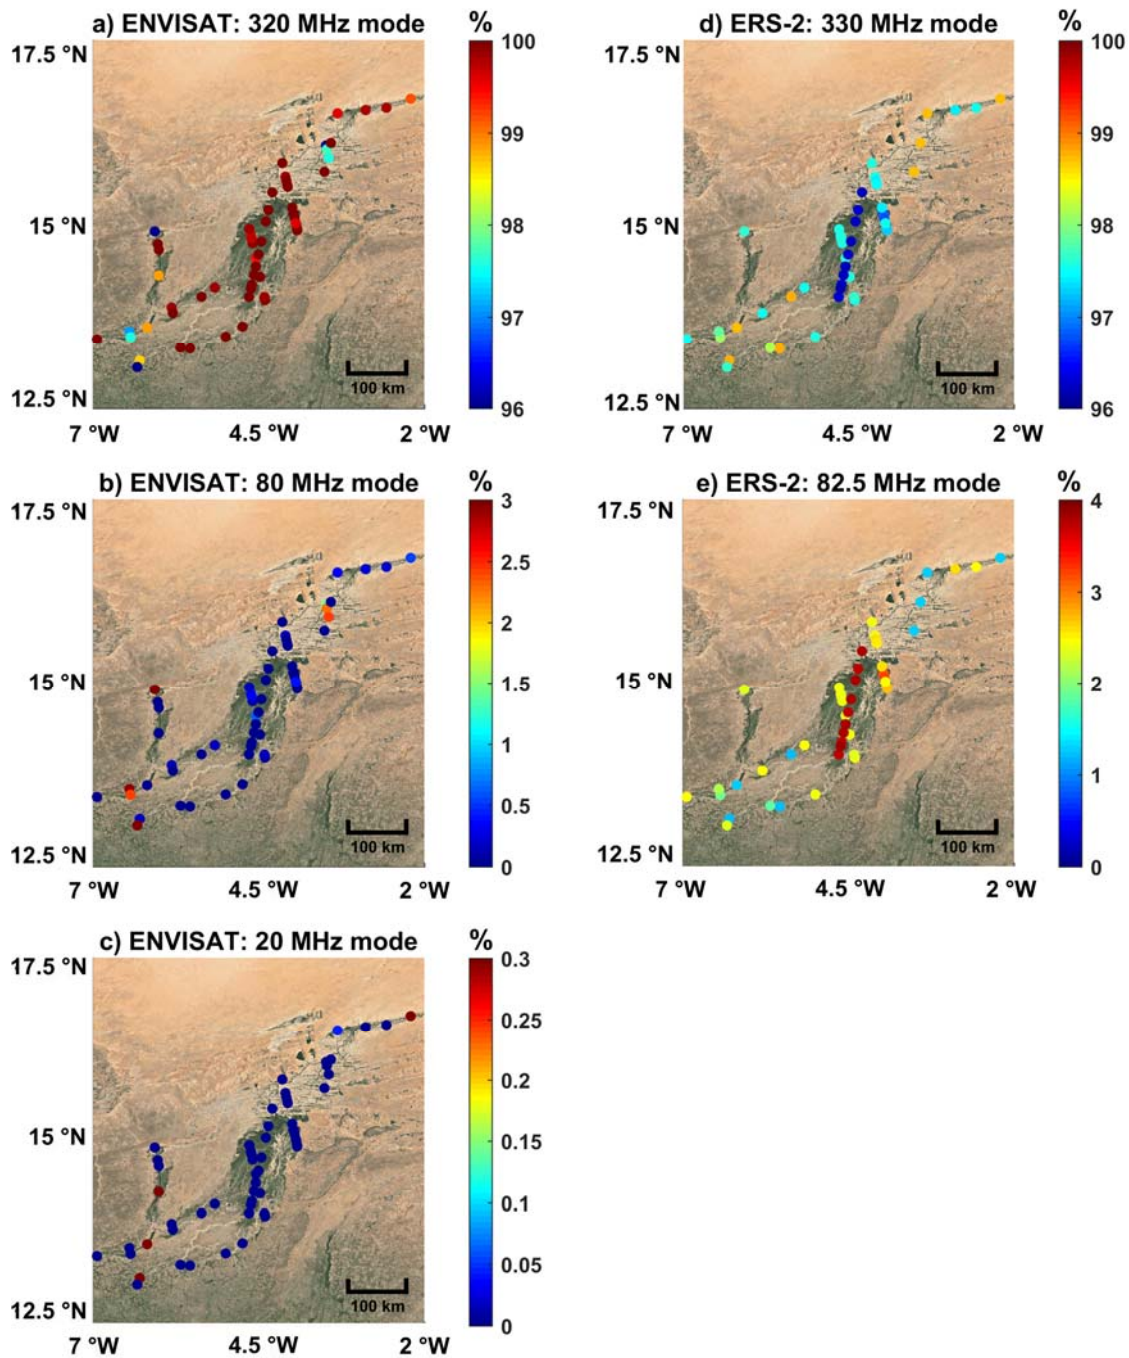 a) ENVISAT: 320 MHz mode
%
17.5 °N
15 °N
12.5 °N
7 °W
4.5 °W
2 °W
100 km
100
99
98
97
96
d) ERS-2: 330 MHz mode
%
17.5 °N
15 °N
12.5 °N
7 °W
4.5 °W
2 °W
100 km
100
99
98
97
96
b) ENVISAT: 80 MHz mode
%
17.5 °N
15 °N
12.5 °N
7 °W
4.5 °W
2 °W
100 km
3
2.5
2
1.5
1
0.5
0
e) ERS-2: 82.5 MHz mode
%
17.5 °N
15 °N
12.5 °N
7 °W
4.5 °W
2 °W
100 km
4
3
2
1
0
c) ENVISAT: 20 MHz mode
%
17.5 °N
15 °N
12.5 °N
7 °W
4.5 °W
2 °W
100 km
0.3
0.25
0.2
0.15
0.1
0.05
0